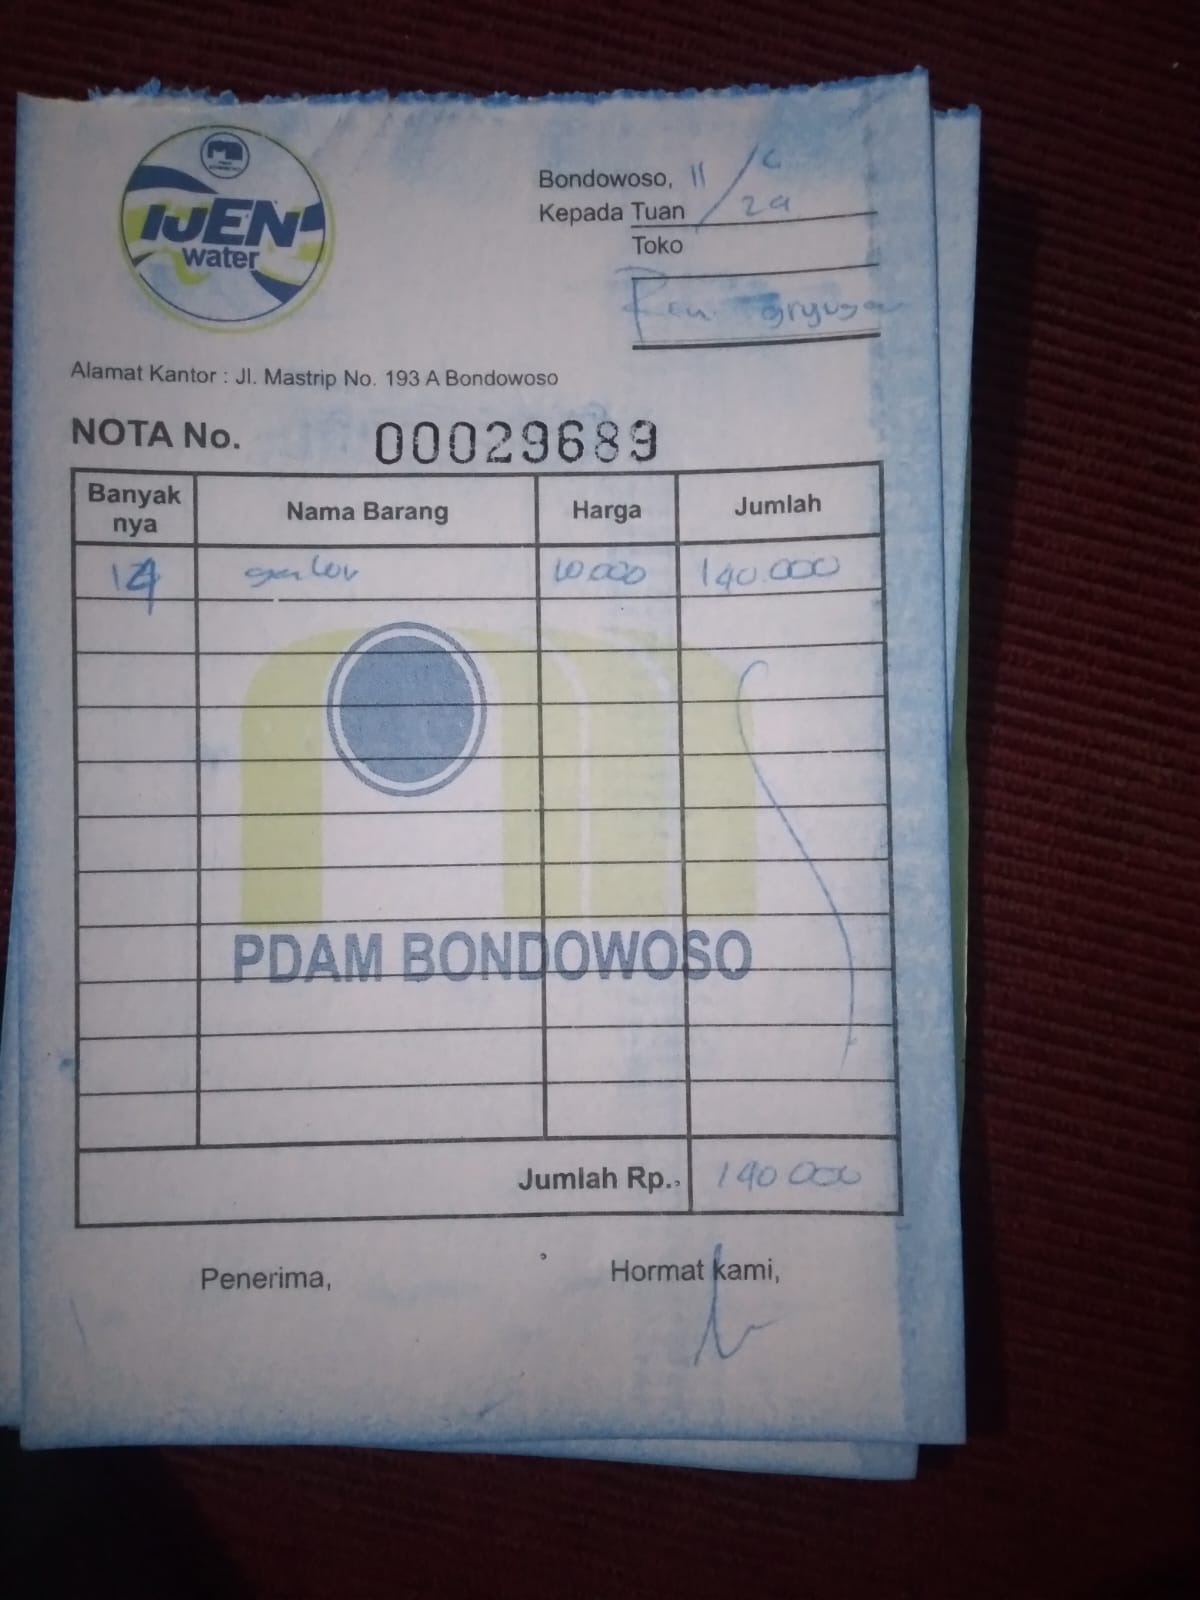 IJEN
water
Bondowoso, 11/6
Kepada Tuan 24
Toko
Alamat Kantor : Jl. Mastrip No. 193 A Bondowoso
NOTA No. 00029689
Banyak nya Nama Barang Harga Jumlah
14 galon 10.000 140.000
PDAM BONDOWOSO
Jumlah Rp. 140 000
Penerima, Hormat kami,